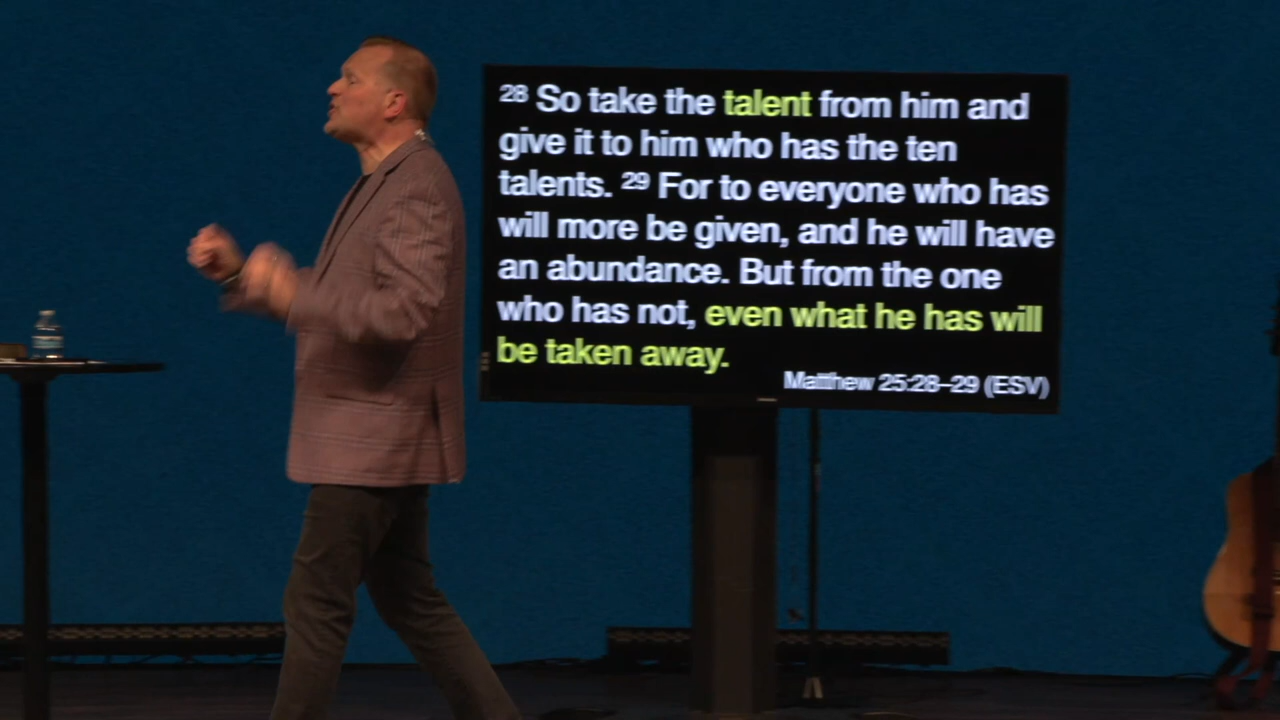 28 So take the talent from him and
give it to him who has the ten
talents. 29 For to everyone who has
will more be given, and he will have
an abundance. But from the one
who has not, even what he has will
be taken away.
Matthew 25:28–29 (ESV)